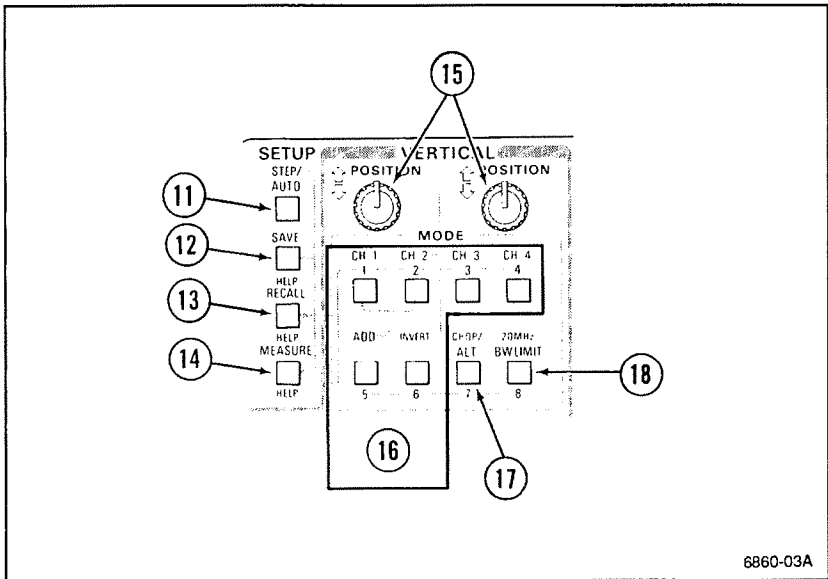 15
SETUP VERTICAL
STEP/
AUTO
POSITION POSITION
11
MODE
12
SAVE
CH 1 CH 2 CH 3 CH 4
1 2 3 4
HELP
RECALL
13
HELP
MEASURE
14
HELP
ADD INVERT CHOP/ 20MHz
ALT BW LIMIT
5 6 7 8
18
16
17
6860-03A